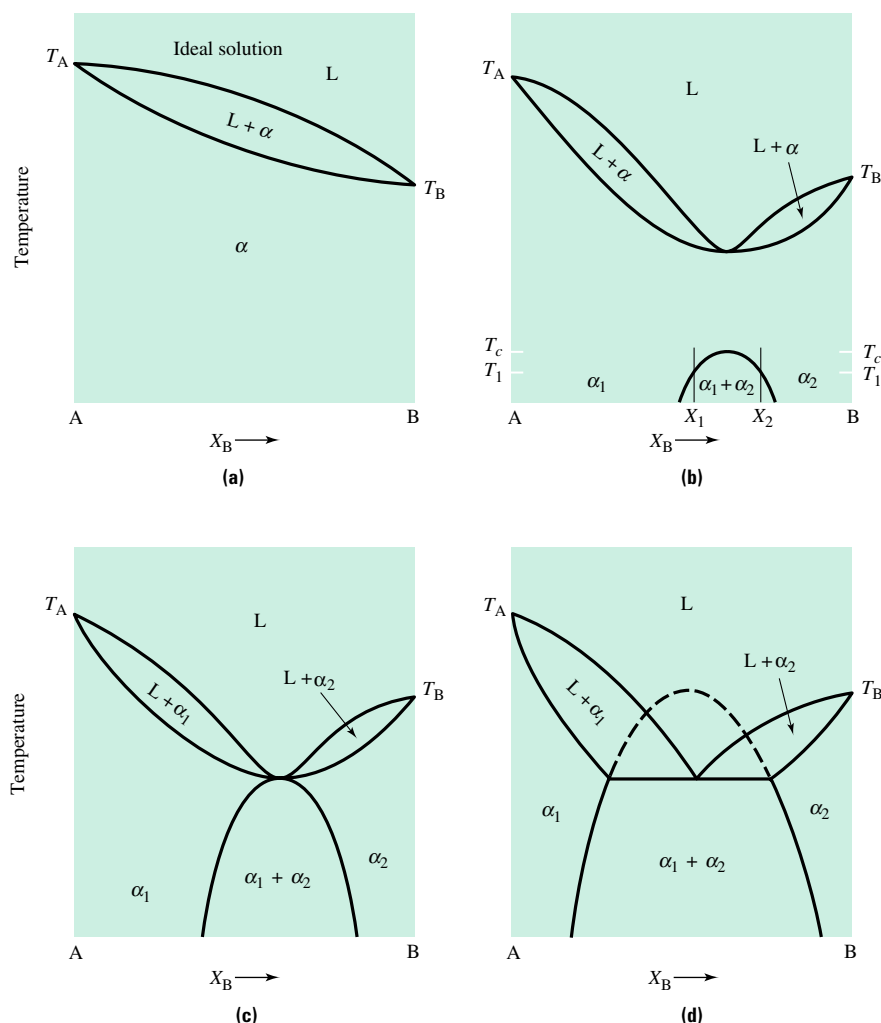 Temperature
T_A
Ideal solution
L
L + α
T_B
α
A
B
X_B
(a)
T_A
L
L + α
L + α
T_B
T_c
T_c
T_1
T_1
α_1
α_1 + α_2
α_2
A
X_1
X_2
B
X_B
(b)
Temperature
T_A
L
L + α_1
L + α_2
T_B
α_1
α_1 + α_2
α_2
A
B
X_B
(c)
T_A
L
L + α_1
L + α_2
T_B
α_1
α_2
α_1 + α_2
A
B
X_B
(d)